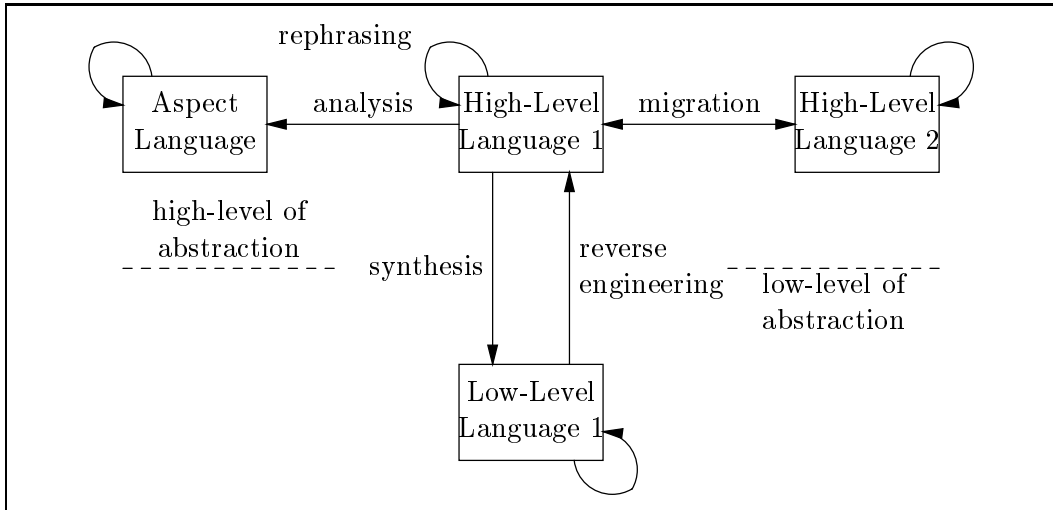 rephrasing
Aspect
Language
analysis
High-Level
Language 1
migration
High-Level
Language 2
high-level of
abstraction
synthesis
reverse
engineering
low-level of
abstraction
Low-Level
Language 1